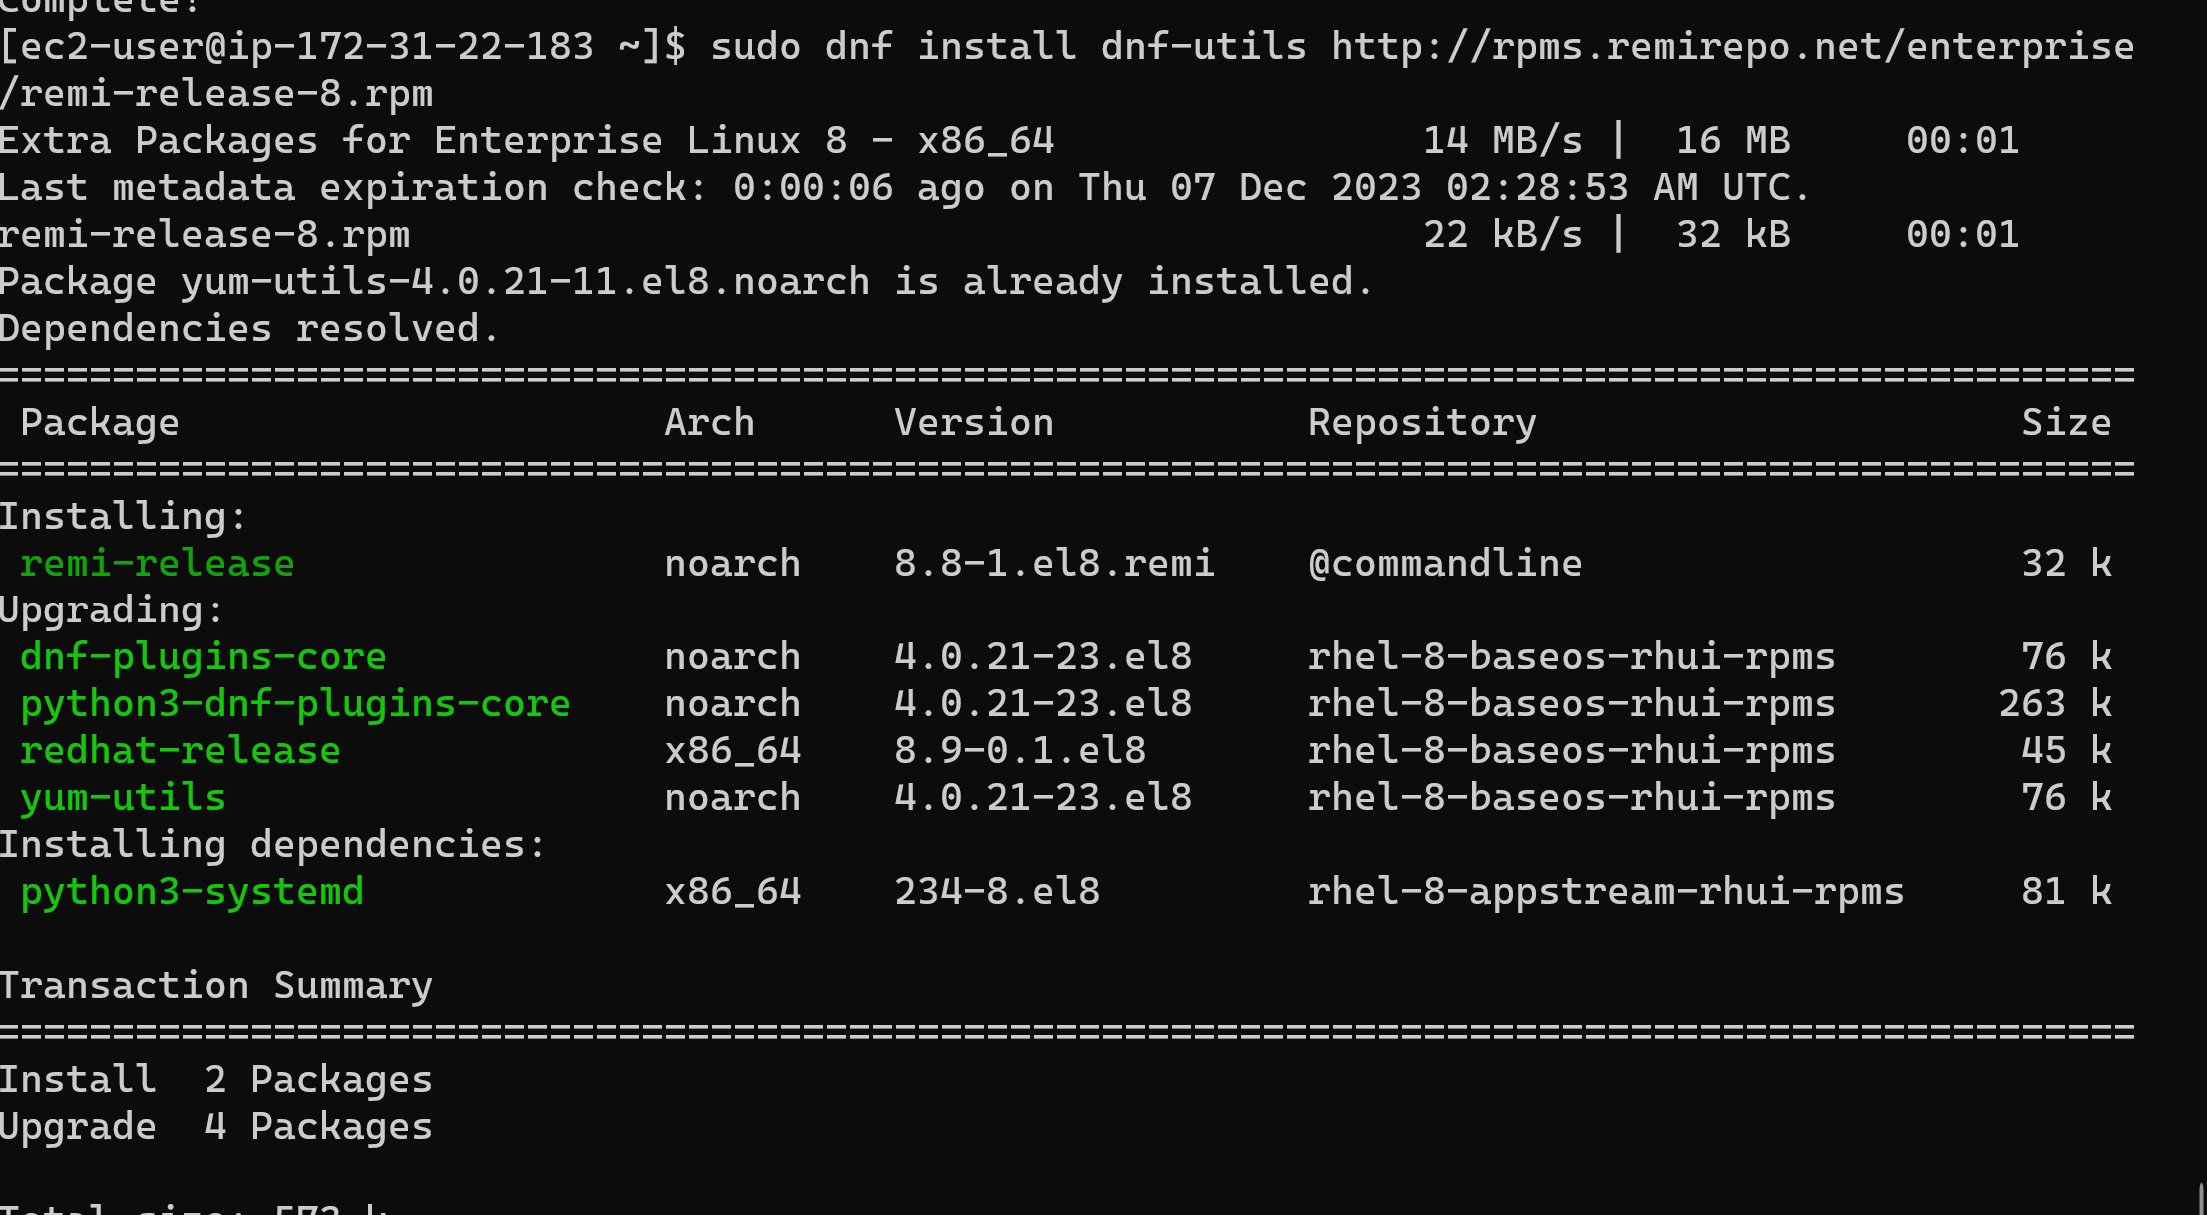 Complete!
[ec2-user@ip-172-31-22-183 ~]$ sudo dnf install dnf-utils http://rpms.remirepo.net/enterprise
/remi-release-8.rpm
Extra Packages for Enterprise Linux 8 - x86_64                14 MB/s |  16 MB     00:01
Last metadata expiration check: 0:00:06 ago on Thu 07 Dec 2023 02:28:53 AM UTC.
remi-release-8.rpm                                            22 kB/s |  32 kB     00:01
Package yum-utils-4.0.21-11.el8.noarch is already installed.
Dependencies resolved.
=============================================================================================
 Package                     Arch      Version           Repository                     Size
=============================================================================================
Installing:
 remi-release                noarch    8.8-1.el8.remi    @commandline                   32 k
Upgrading:
 dnf-plugins-core            noarch    4.0.21-23.el8     rhel-8-baseos-rhui-rpms        76 k
 python3-dnf-plugins-core    noarch    4.0.21-23.el8     rhel-8-baseos-rhui-rpms       263 k
 redhat-release              x86_64    8.9-0.1.el8       rhel-8-baseos-rhui-rpms        45 k
 yum-utils                   noarch    4.0.21-23.el8     rhel-8-baseos-rhui-rpms        76 k
Installing dependencies:
 python3-systemd             x86_64    234-8.el8         rhel-8-appstream-rhui-rpms     81 k

Transaction Summary
=============================================================================================
Install  2 Packages
Upgrade  4 Packages

Total size: 573 k